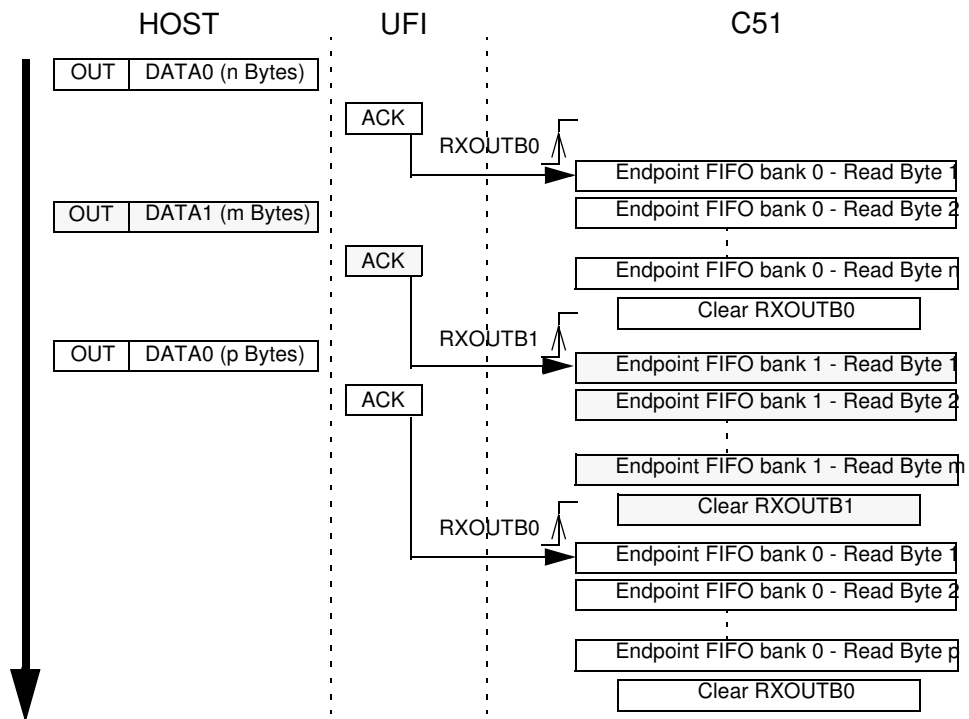 HOST UFI C51
OUT DATA0 (n Bytes)
ACK
RXOUTB0
Endpoint FIFO bank 0 - Read Byte 1
OUT DATA1 (m Bytes)
Endpoint FIFO bank 0 - Read Byte 2
ACK
Endpoint FIFO bank 0 - Read Byte n
Clear RXOUTB0
RXOUTB1
OUT DATA0 (p Bytes)
Endpoint FIFO bank 1 - Read Byte 1
ACK
Endpoint FIFO bank 1 - Read Byte 2
Endpoint FIFO bank 1 - Read Byte m
Clear RXOUTB1
RXOUTB0
Endpoint FIFO bank 0 - Read Byte 1
Endpoint FIFO bank 0 - Read Byte 2
Endpoint FIFO bank 0 - Read Byte p
Clear RXOUTB0